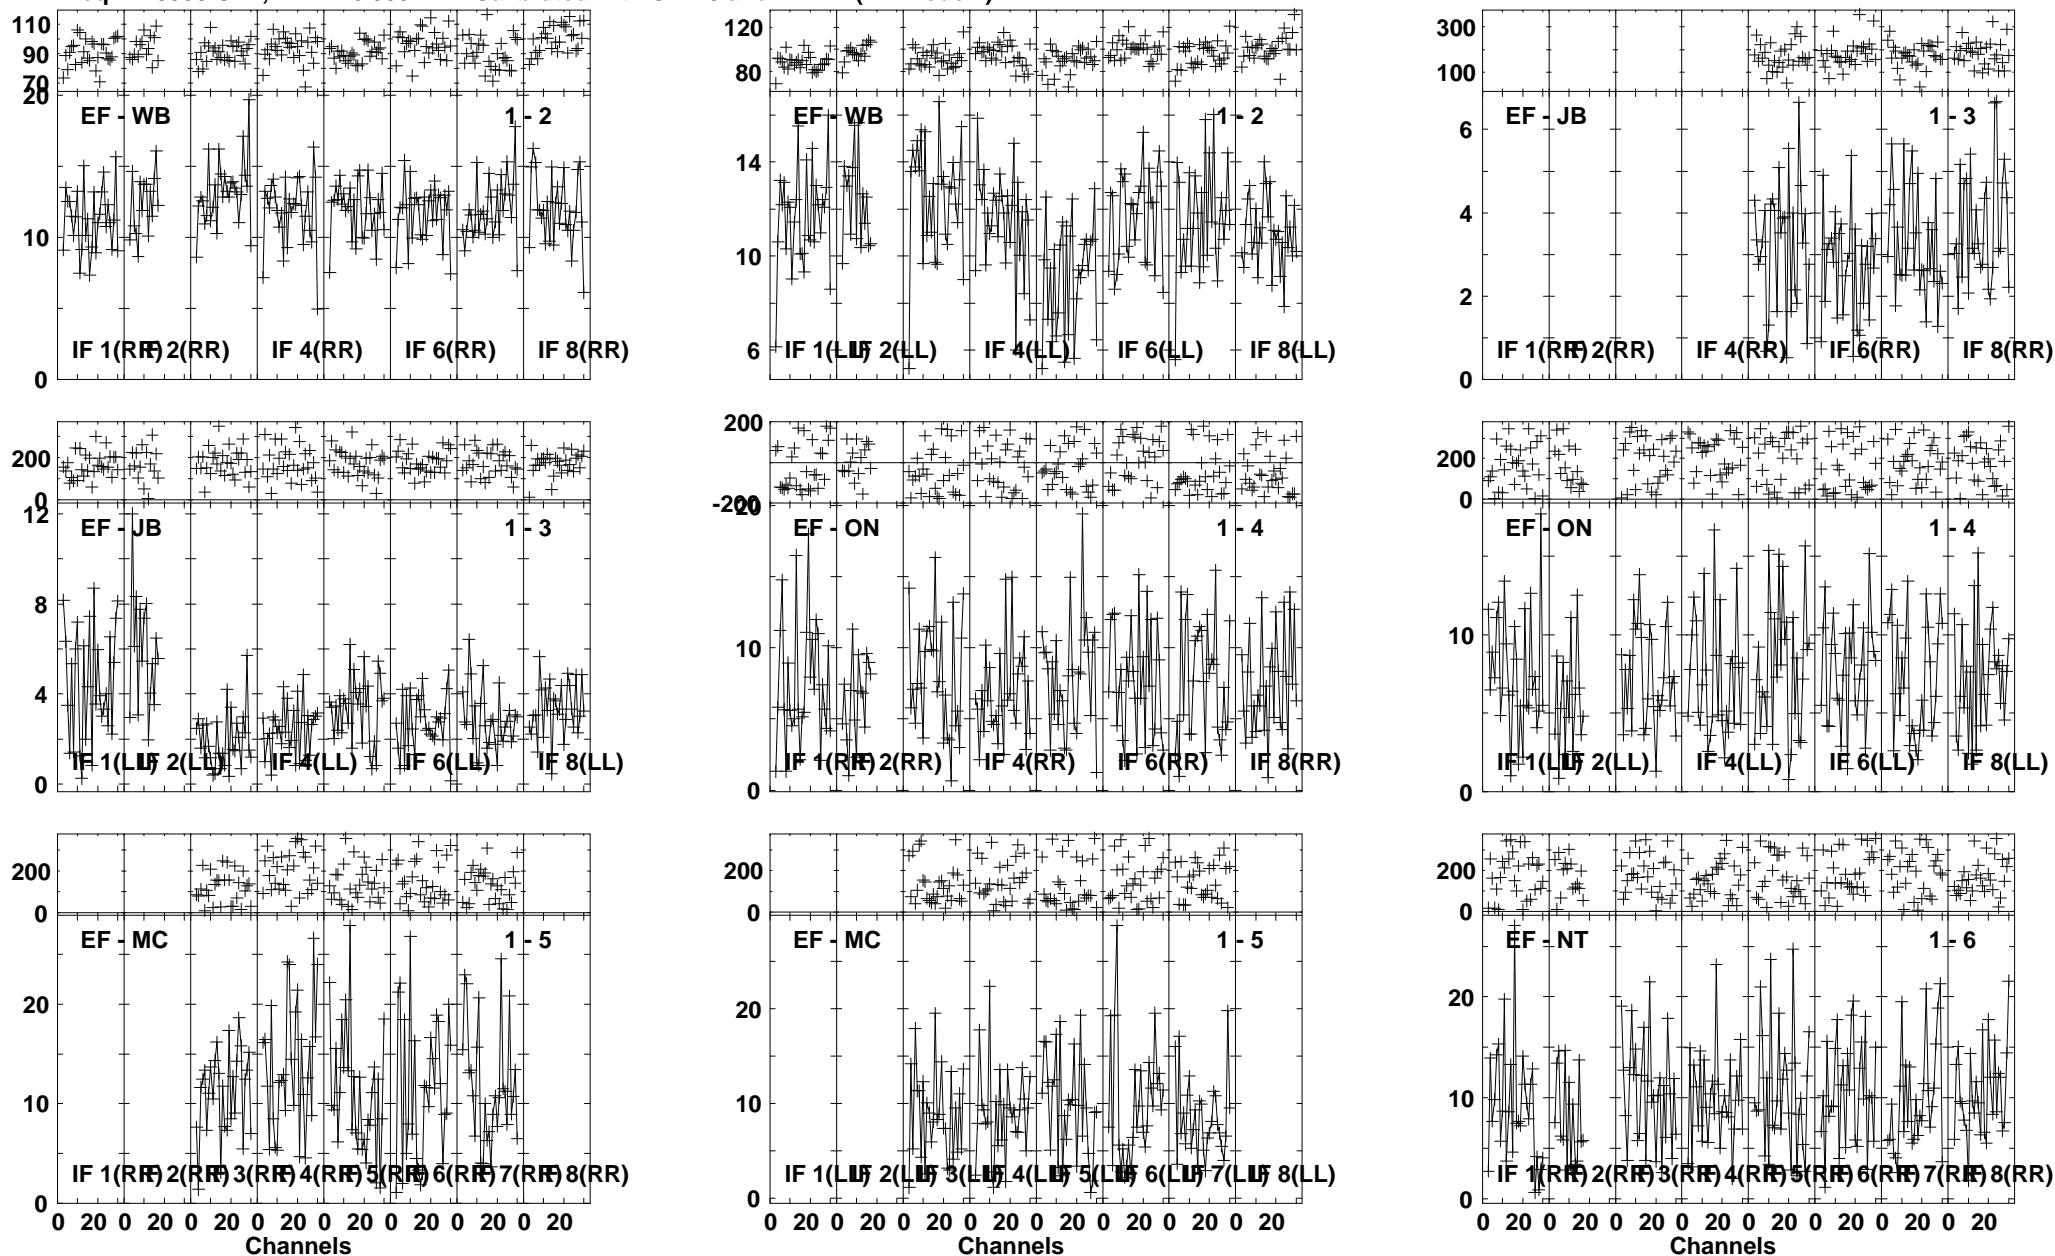 110
90
70
20
10
0
EF - WB
1 - 2
IF 1(RR)
IF 2(RR)
IF 4(RR)
IF 6(RR)
IF 8(RR)
120
80
14
10
6
EF - WB
1 - 2
IF 1(LL)
IF 2(LL)
IF 4(LL)
IF 6(LL)
IF 8(LL)
300
100
6
4
2
0
EF - JB
1 - 3
IF 1(RR)
IF 2(RR)
IF 4(RR)
IF 6(RR)
IF 8(RR)
200
0
12
8
4
0
EF - JB
1 - 3
IF 1(LL)
IF 2(LL)
IF 4(LL)
IF 6(LL)
IF 8(LL)
200
-200
20
10
0
EF - ON
1 - 4
IF 1(RR)
IF 2(RR)
IF 4(RR)
IF 6(RR)
IF 8(RR)
200
0
10
0
EF - ON
1 - 4
IF 1(LL)
IF 2(LL)
IF 4(LL)
IF 6(LL)
IF 8(LL)
200
0
20
10
0
EF - MC
1 - 5
IF 1(RR)
IF 2(RR)
IF 3(RR)
IF 4(RR)
IF 5(RR)
IF 6(RR)
IF 7(RR)
IF 8(RR)
0 20 0 20 0 20 0 20 0 20 0 20 0 20 0 20
Channels
200
0
20
10
0
EF - MC
1 - 5
IF 1(LL)
IF 2(LL)
IF 3(LL)
IF 4(LL)
IF 5(LL)
IF 6(LL)
IF 7(LL)
IF 8(LL)
0 20 0 20 0 20 0 20 0 20 0 20 0 20 0 20
Channels
200
0
20
10
0
EF - NT
1 - 6
IF 1(RR)
IF 2(RR)
IF 3(RR)
IF 4(RR)
IF 5(RR)
IF 6(RR)
IF 7(RR)
IF 8(RR)
0 20 0 20 0 20 0 20 0 20 0 20 0 20 0 20
Channels